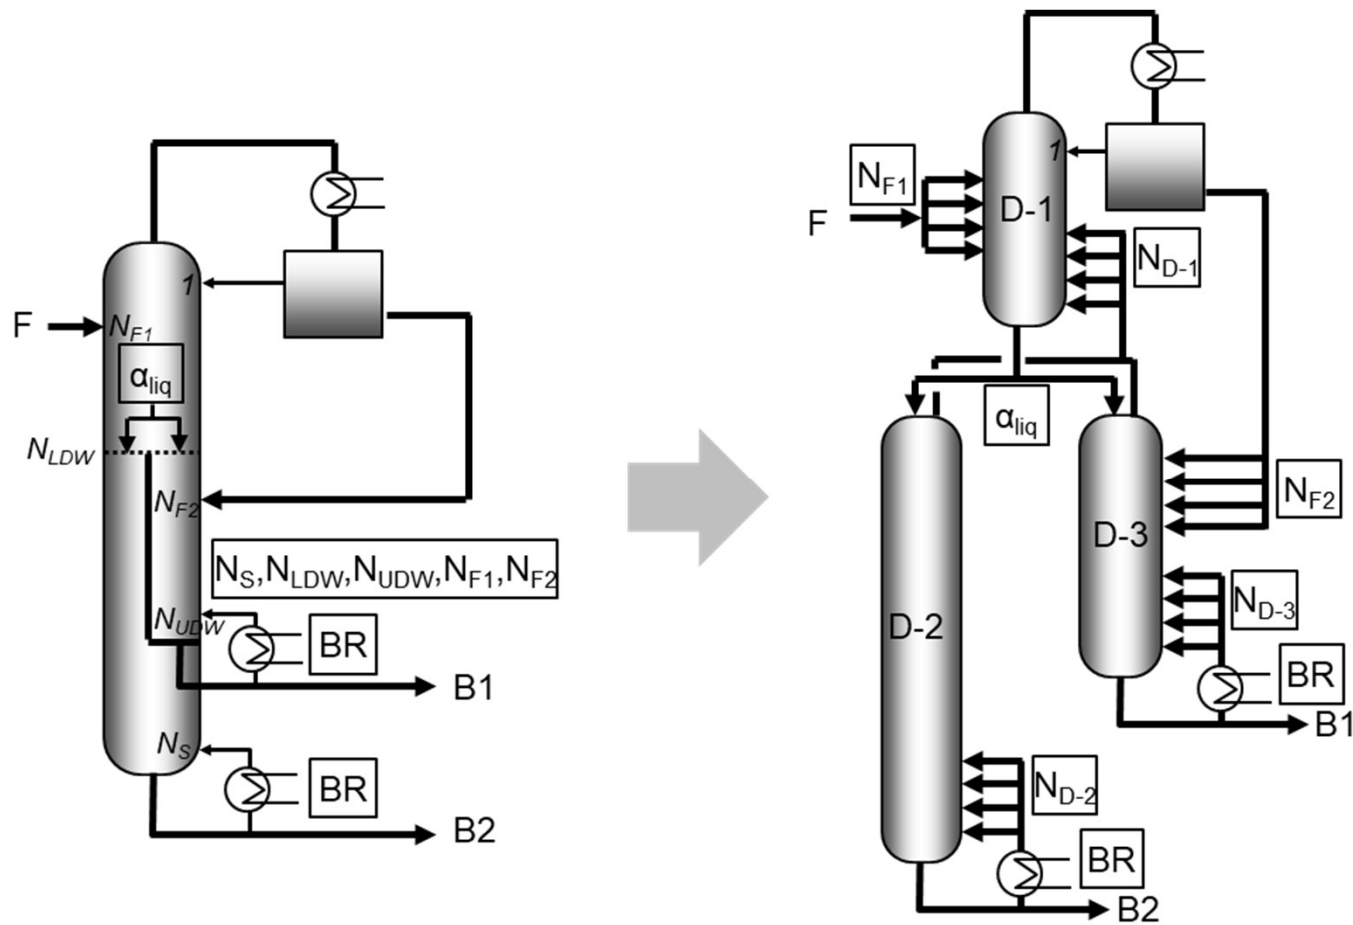 1
F
N_F1
α_liq
N_LDW
N_F2
N_S,N_LDW,N_UDW,N_F1,N_F2
N_UDW
BR
B1
N_S
BR
B2
1
N_F1
D-1
F
N_D-1
α_liq
N_F2
D-3
N_D-3
D-2
BR
B1
N_D-2
BR
B2